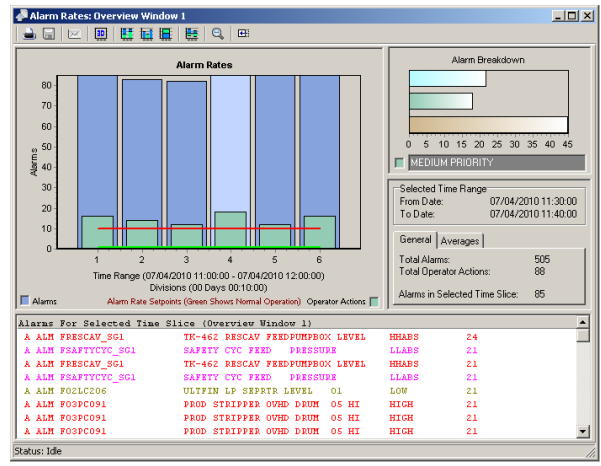 Alarm Rates: Overview Window 1
3D
Alarm Rates
80
70
60
50
40
30
20
10
0
Alarms
1 2 3 4 5 6
Time Range (07/04/2010 11:00:00 - 07/04/2010 12:00:00)
Divisions (00 Days 00:10:00)
Alarms Alarm Rate Setpoints (Green Shows Normal Operation) Operator Actions
Alarm Breakdown
0 5 10 15 20 25 30 35 40 45
MEDIUM PRIORITY
Selected Time Range
From Date: 07/04/2010 11:30:00
To Date: 07/04/2010 11:40:00
General Averages
Total Alarms: 505
Total Operator Actions: 88
Alarms in Selected Time Slice: 85
Alarms For Selected Time Slice (Overview Window 1)
A ALM FRESCAV_SG1 TK-462 RESCAV FEEDPUMPBOX LEVEL HHABS 24
A ALM FSAFTYCYC_SG1 SAFETY CYC FEED PRESSURE LLABS 21
A ALM FRESCAV_SG1 TK-462 RESCAV FEEDPUMPBOX LEVEL HHABS 21
A ALM FSAFTYCYC_SG1 SAFETY CYC FEED PRESSURE LLABS 21
A ALM F02LC206 ULTFIN LP SEPRTR LEVEL 01 LOW 21
A ALM F03PC091 PROD STRIPPER OVHD DRUM 05 HI HIGH 21
A ALM F03PC091 PROD STRIPPER OVHD DRUM 05 HI HIGH 21
A ALM F03PC091 PROD STRIPPER OVHD DRUM 05 HI HIGH 21
Status: Idle